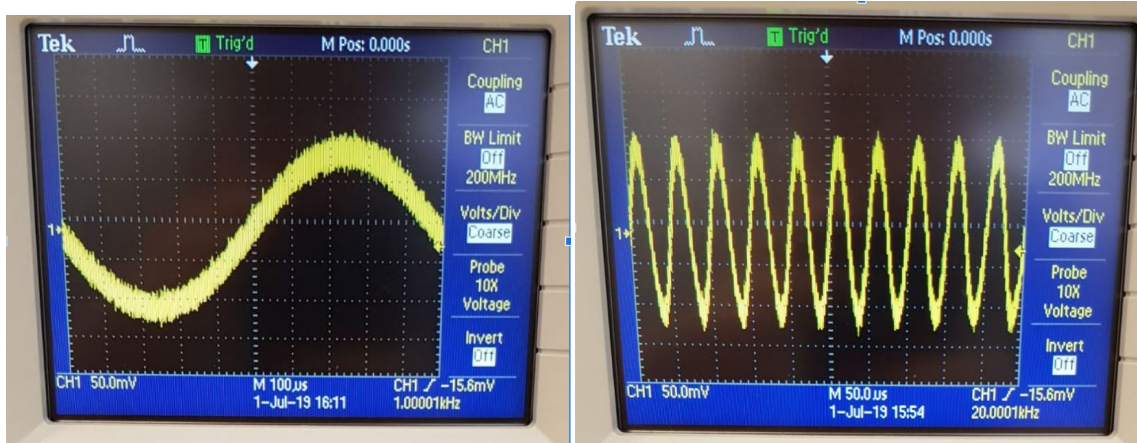 Tek T Trig'd M Pos: 0.000s CH1
Coupling
AC
BW Limit
Off
200MHz
Volts/Div
Coarse
Probe
10X
Voltage
Invert
Off
1
CH1 50.0mV M 100µs CH1 -15.6mV
1-Jul-19 16:11 1.00001kHz
Tek T Trig'd M Pos: 0.000s CH1
Coupling
AC
BW Limit
Off
200MHz
Volts/Div
Coarse
Probe
10X
Voltage
Invert
Off
1
CH1 50.0mV M 50.0µs CH1 -15.6mV
1-Jul-19 15:54 20.0001kHz